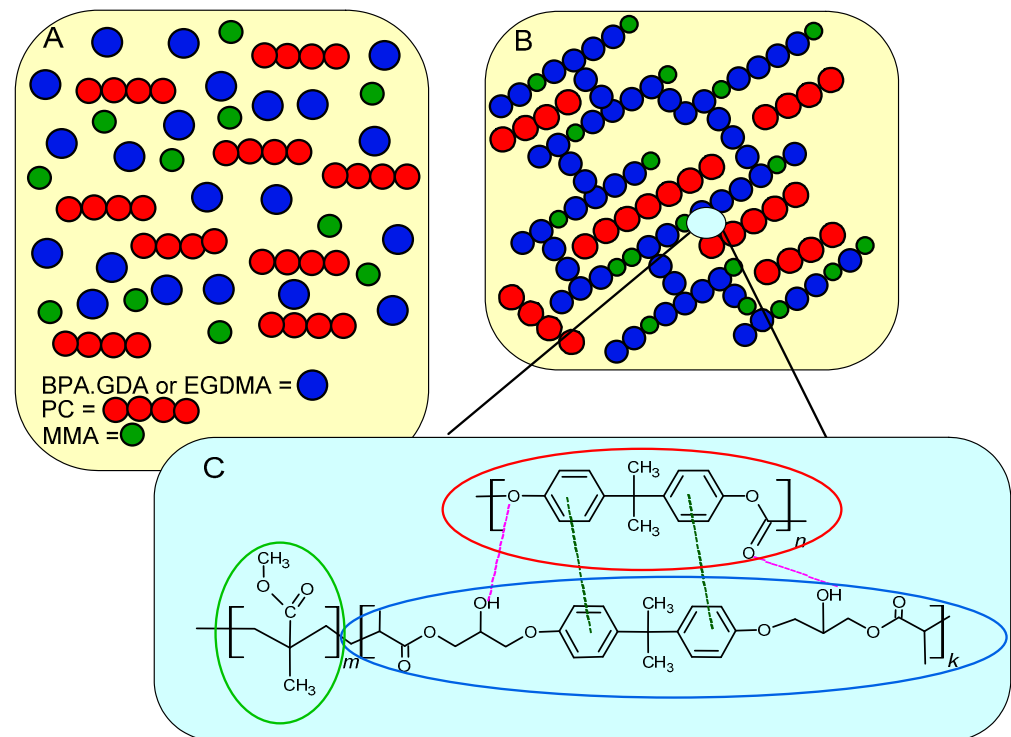 A
BPA.GDA or EGDMA =
PC =
MMA =
B
C
CH₃
O
O
CH₃
O
n
CH₃
O
O
OH
CH₃
OH
O
O
O
O
O
O
CH₃
CH₃
m
k